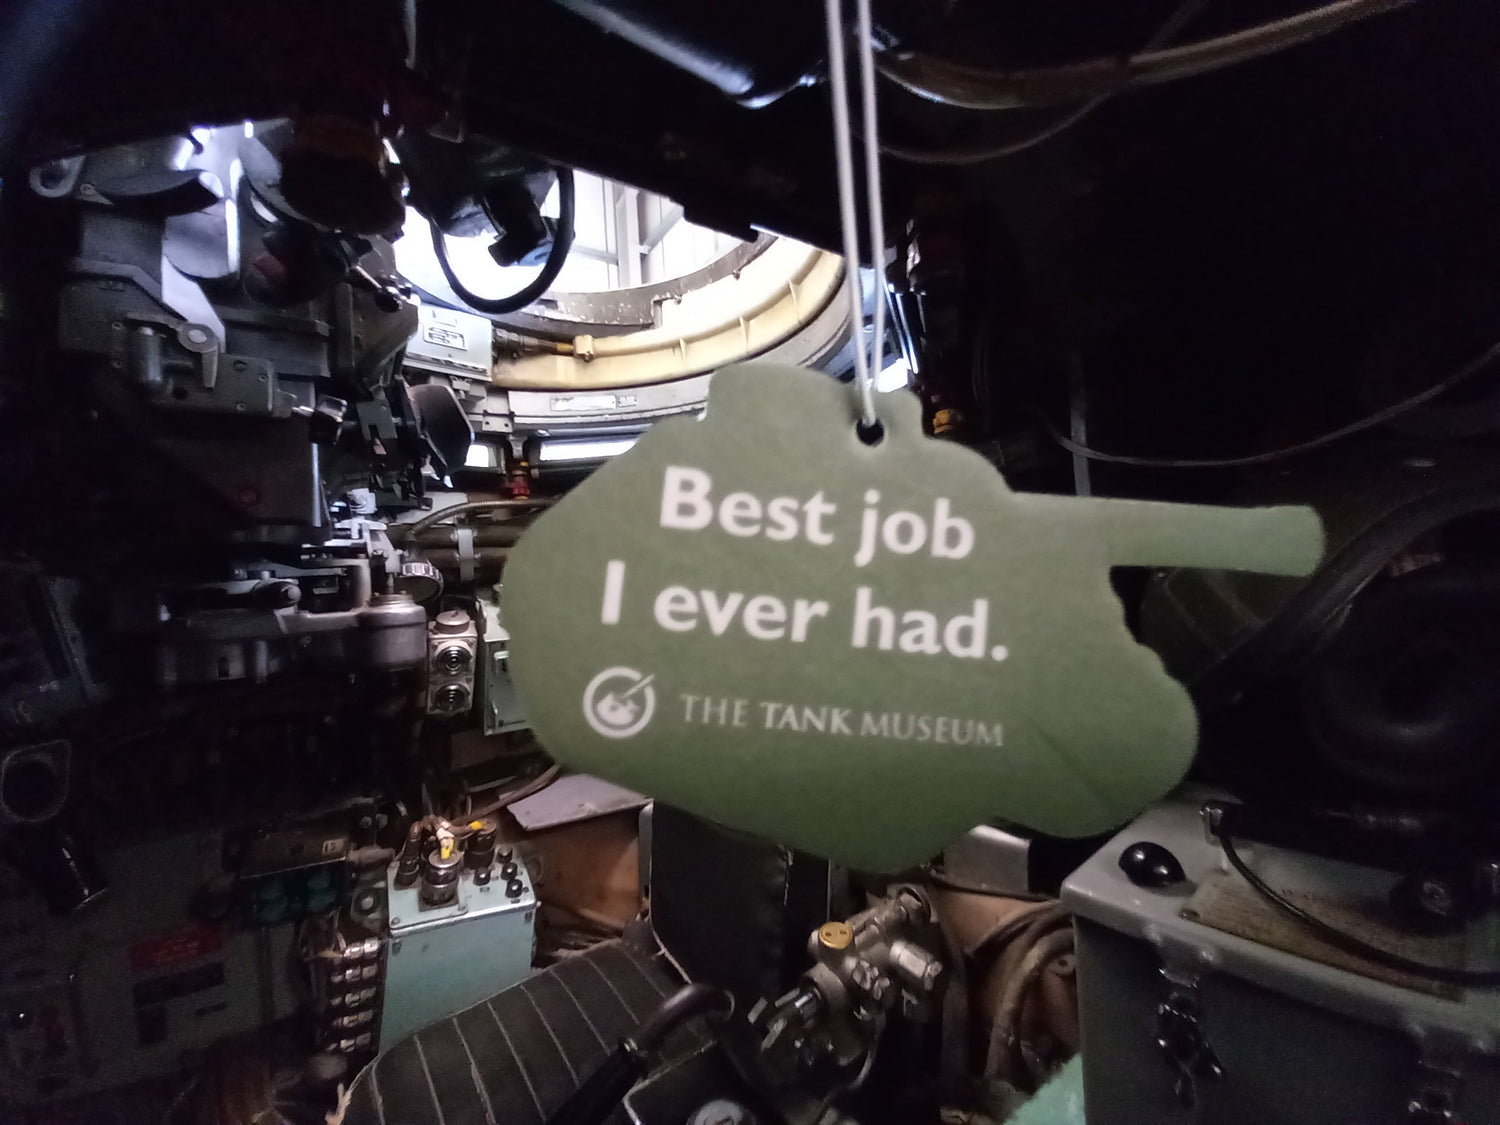 Best job
I ever had.
THE TANK MUSEUM